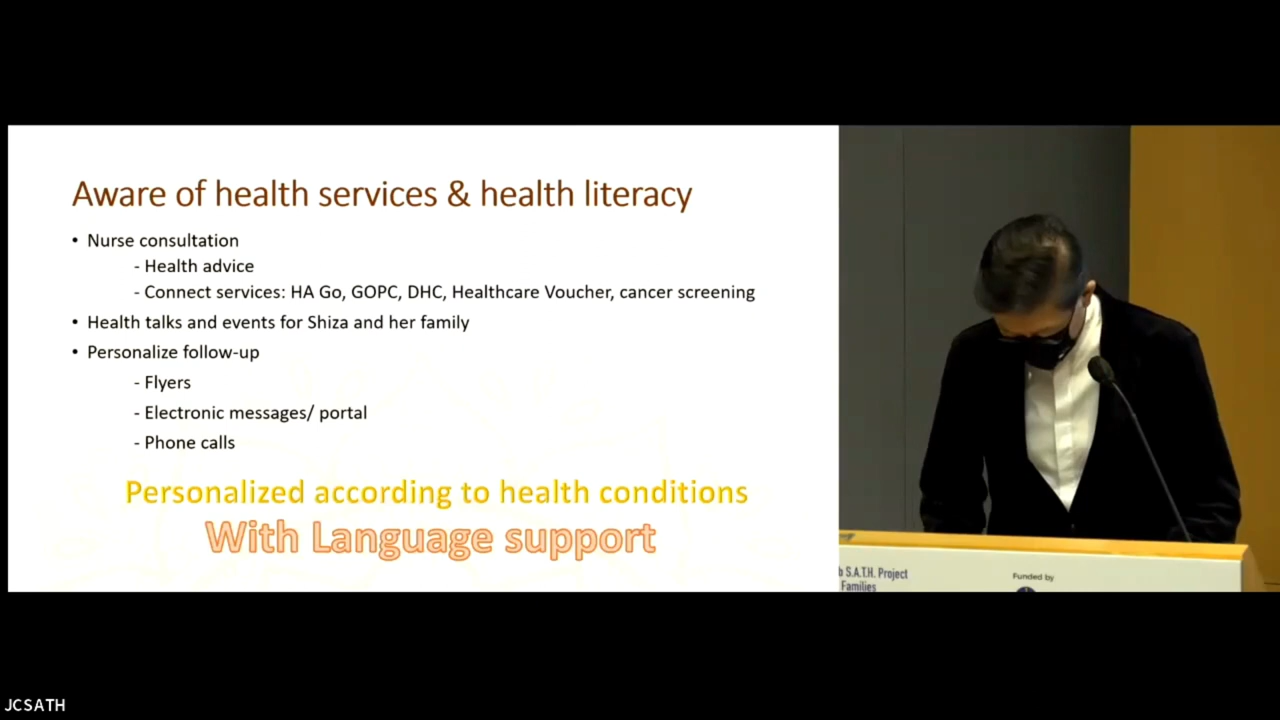 Aware of health services & health literacy
• Nurse consultation
- Health advice
- Connect services: HA Go, GOPC, DHC, Healthcare Voucher, cancer screening
• Health talks and events for Shiza and her family
• Personalize follow-up
- Flyers
- Electronic messages/ portal
- Phone calls
Personalized according to health conditions
With Language support
S.A.T.H. Project
Families
Funded by
JCSATH